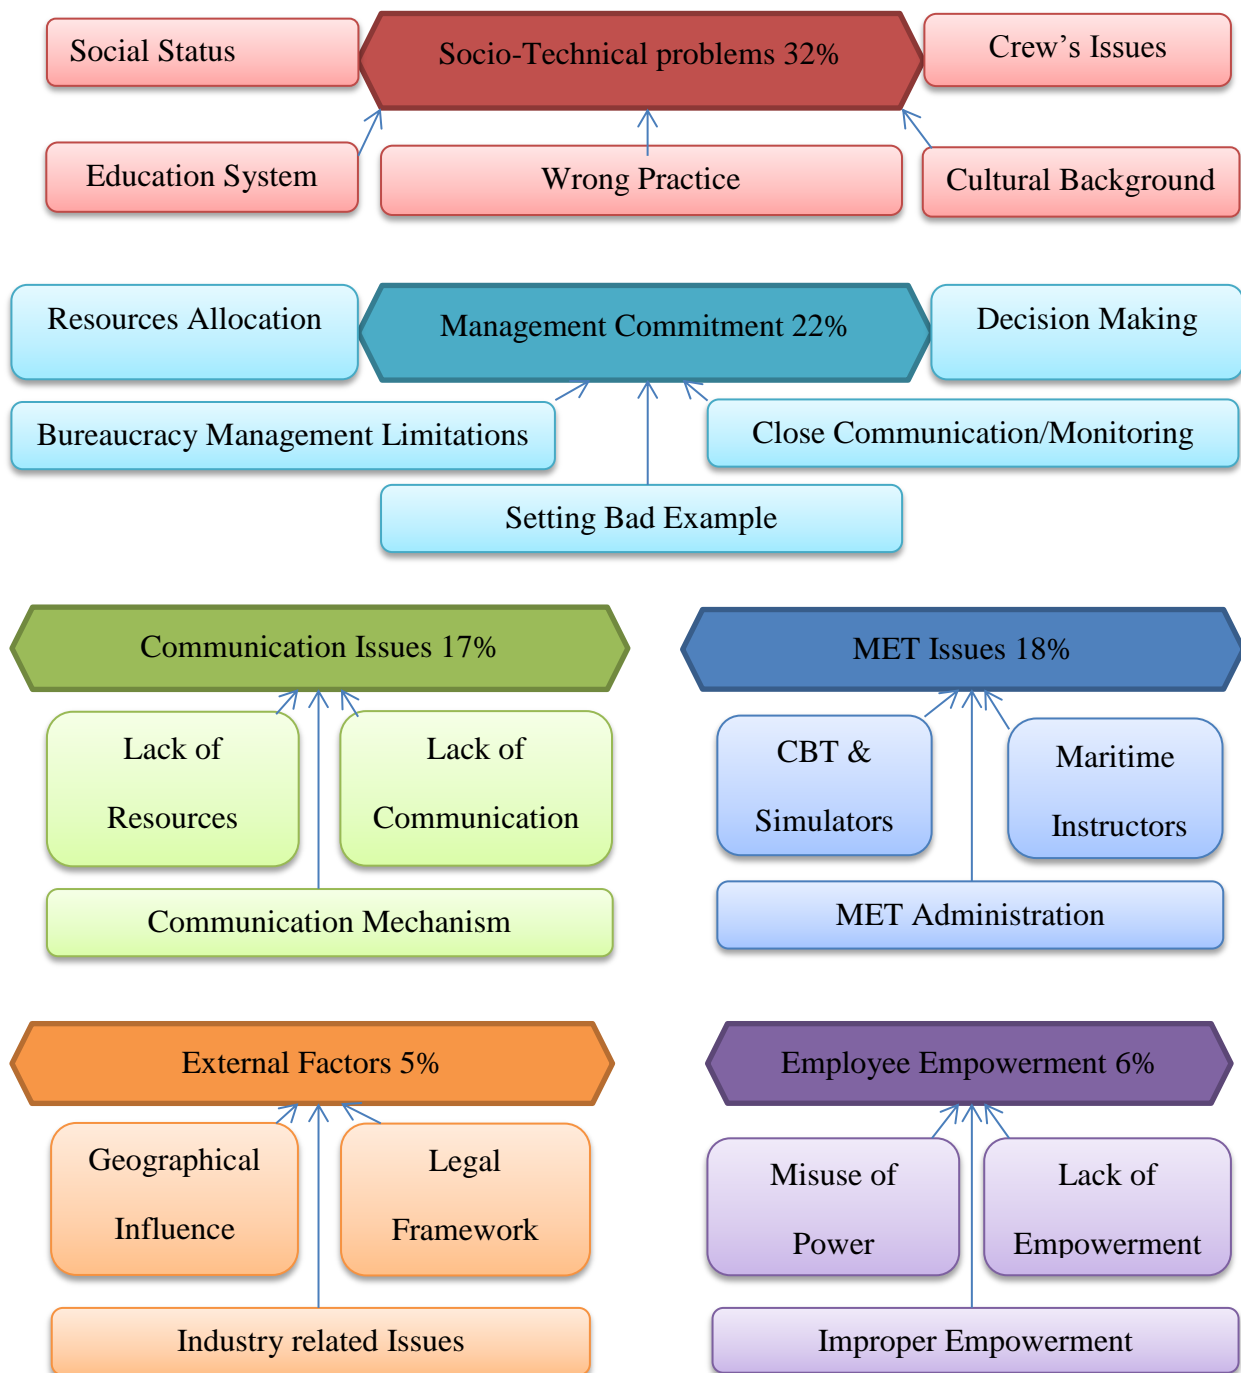 Social Status
Socio-Technical problems 32%
Crew’s Issues
Education System
Wrong Practice
Cultural Background
Resources Allocation
Management Commitment 22%
Decision Making
Bureaucracy Management Limitations
Close Communication/Monitoring
Setting Bad Example
Communication Issues 17%
MET Issues 18%
Lack of
Resources
Lack of
Communication
CBT &
Simulators
Maritime
Instructors
Communication Mechanism
MET Administration
External Factors 5%
Employee Empowerment 6%
Geographical
Influence
Legal
Framework
Misuse of
Power
Lack of
Empowerment
Industry related Issues
Improper Empowerment